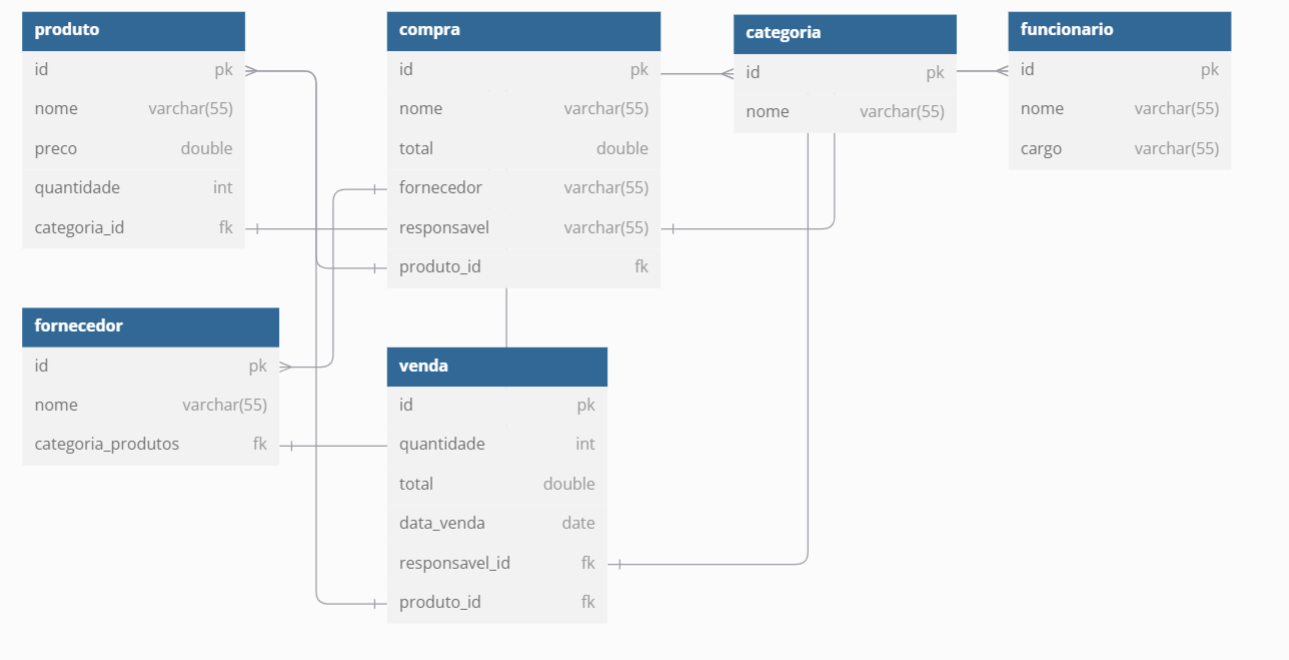 produto
id pk
nome varchar(55)
preco double
quantidade int
categoria_id fk
compra
id pk
nome varchar(55)
total double
fornecedor varchar(55)
responsavel varchar(55)
produto_id fk
categoria
id pk
nome varchar(55)
funcionario
id pk
nome varchar(55)
cargo varchar(55)
fornecedor
id pk
nome varchar(55)
categoria_produtos fk
venda
id pk
quantidade int
total double
data_venda date
responsavel_id fk
produto_id fk